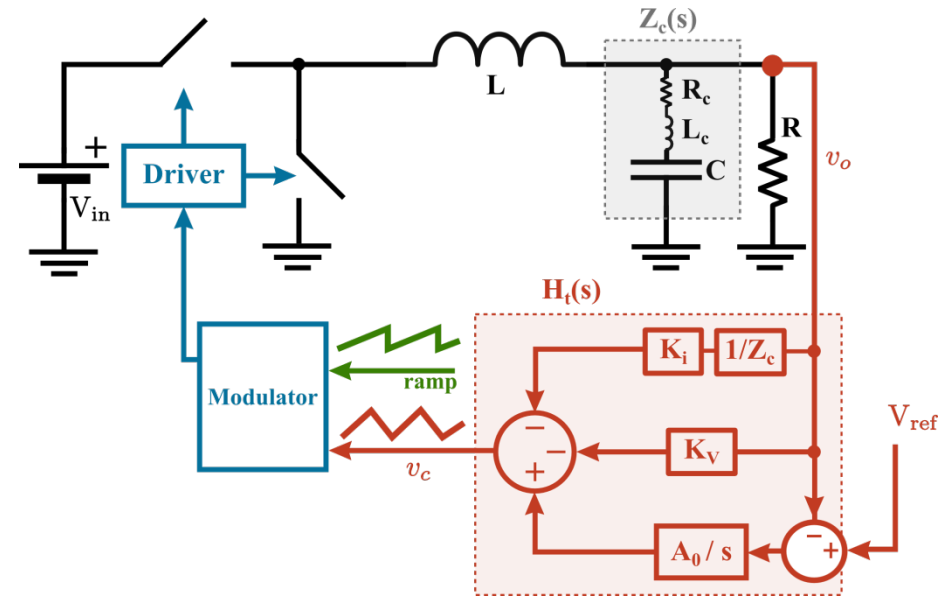 Z_c(s)
L
R_c
L_c
C
R
v_o
+
V_in
Driver
H_t(s)
K_i
1/Z_c
ramp
Modulator
v_c
−
−
+
K_V
V_ref
A_0 / s
−
+